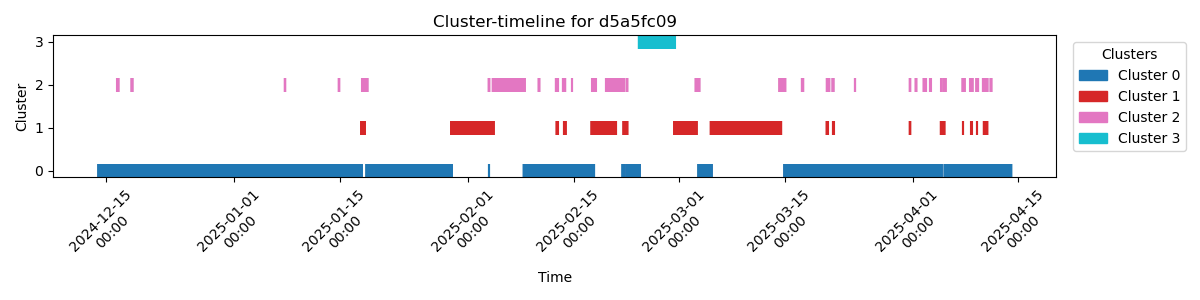 Cluster-timeline for d5a5fc09
Cluster
3
2
1
0
2024-12-15
00:00
2025-01-01
00:00
2025-01-15
00:00
2025-02-01
00:00
2025-02-15
00:00
2025-03-01
00:00
2025-03-15
00:00
2025-04-01
00:00
2025-04-15
00:00
Time
Clusters
Cluster 0
Cluster 1
Cluster 2
Cluster 3